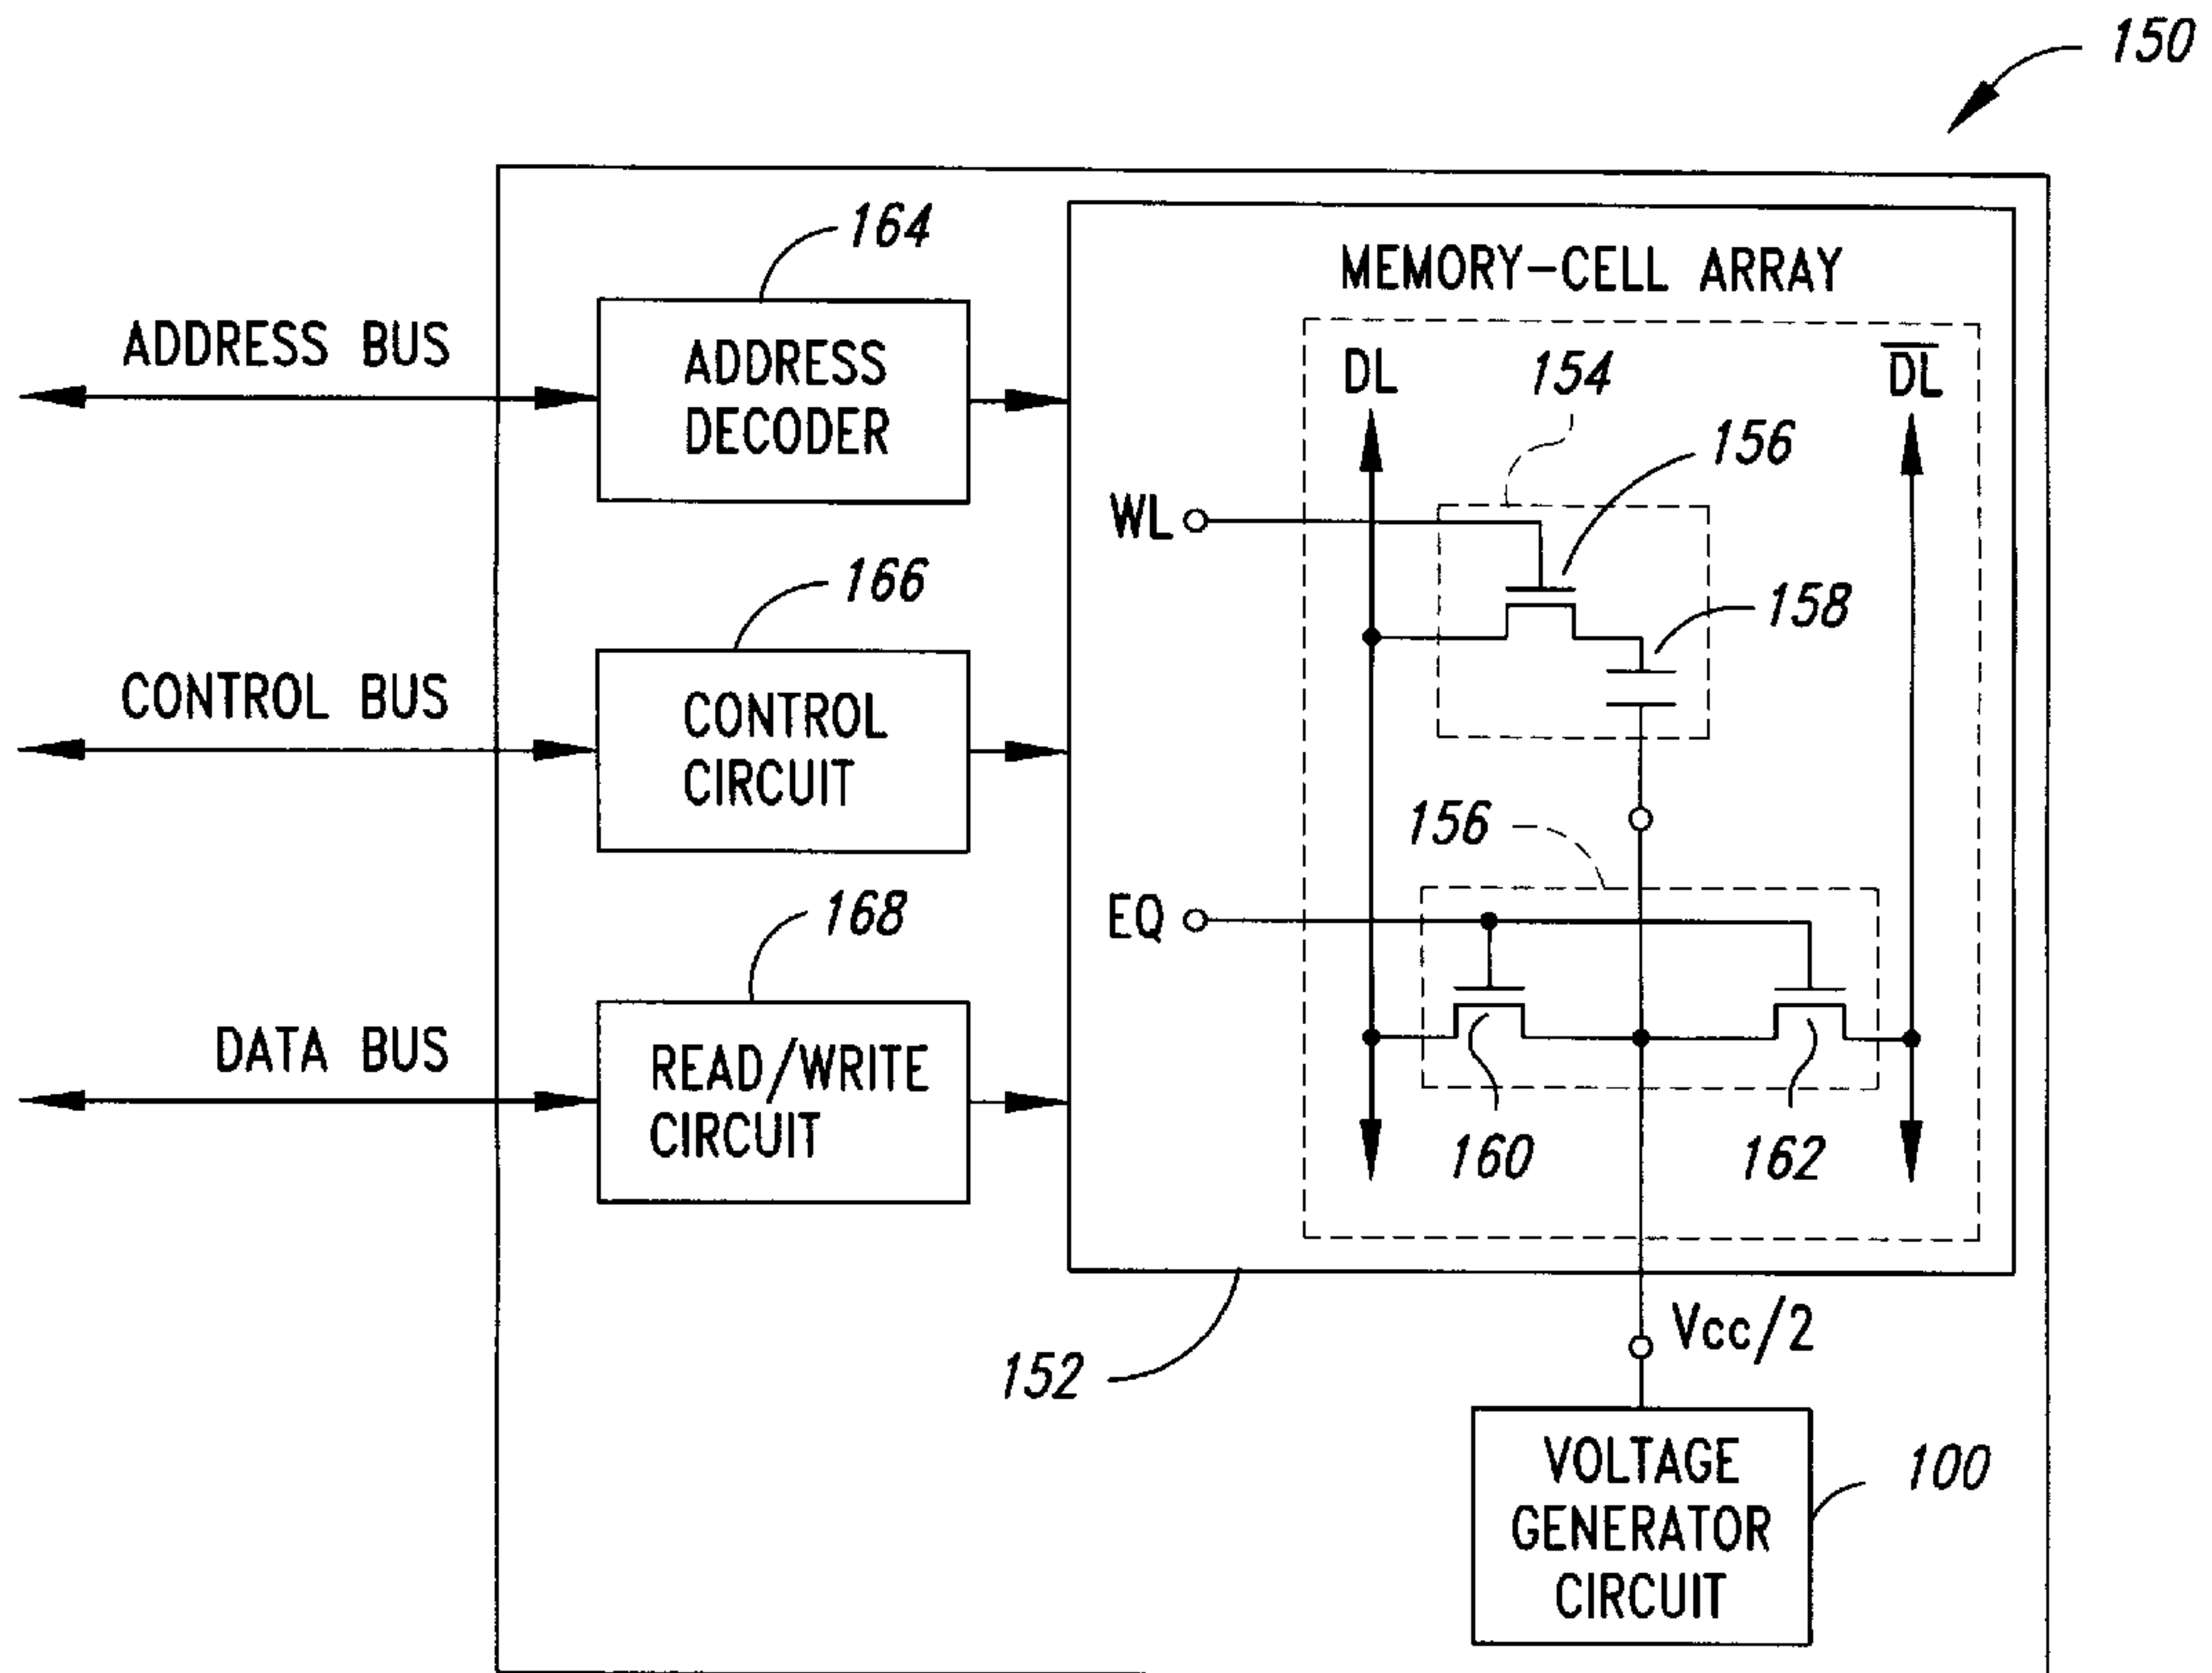 150
164
MEMORY-CELL ARRAY
ADDRESS BUS
ADDRESS
DECODER
DL
154
D̅L̅
156
WL
166
158
CONTROL BUS
CONTROL
CIRCUIT
156
168
EQ
DATA BUS
READ/WRITE
CIRCUIT
160
162
152
Vcc/2
VOLTAGE
GENERATOR
CIRCUIT
100